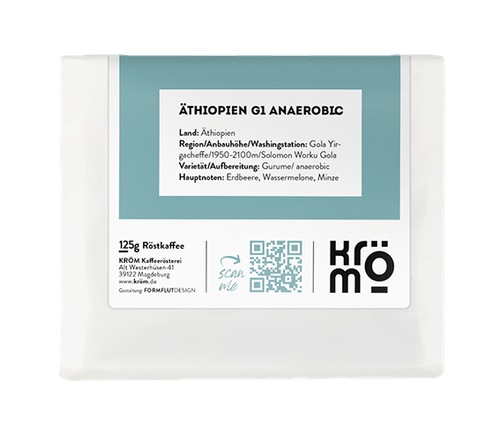 ÄTHIOPIEN G1 ANAEROBIC
Land: Äthiopien
Region/Anbauhöhe/Washingstation: Gola Yir-
gacheffe/1950-2100m/Solomon Worku Gola
Varietät/Aufbereitung: Gurume/ anaerobic
Hauptnoten: Erdbeere, Wassermelone, Minze
125g Röstkaffee
KRÖM Kaffeerösterei
Alt Westerhüsen 41
39122 Magdeburg
www.kröm.de
Gestaltung: FORMFLUTDESIGN
scan
me
krö
m